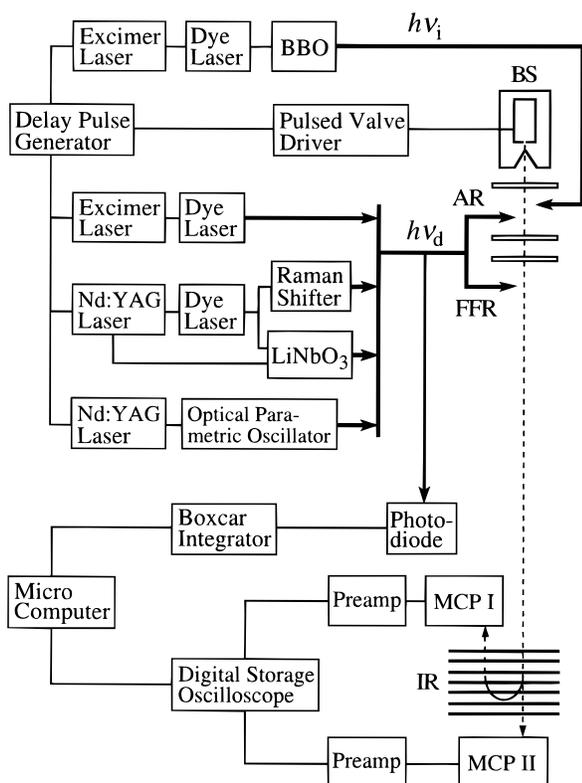 hνi
Excimer
Laser
Dye
Laser
BBO
BS
Delay Pulse
Generator
Pulsed Valve
Driver
AR
Excimer
Laser
Dye
Laser
hνd
Raman
Shifter
Nd:YAG
Laser
Dye
Laser
FFR
LiNbO3
Nd:YAG
Laser
Optical Para-
metric Oscillator
Boxcar
Integrator
Photo-
diode
Micro
Computer
Preamp
MCP I
Digital Storage
Oscilloscope
IR
Preamp
MCP II